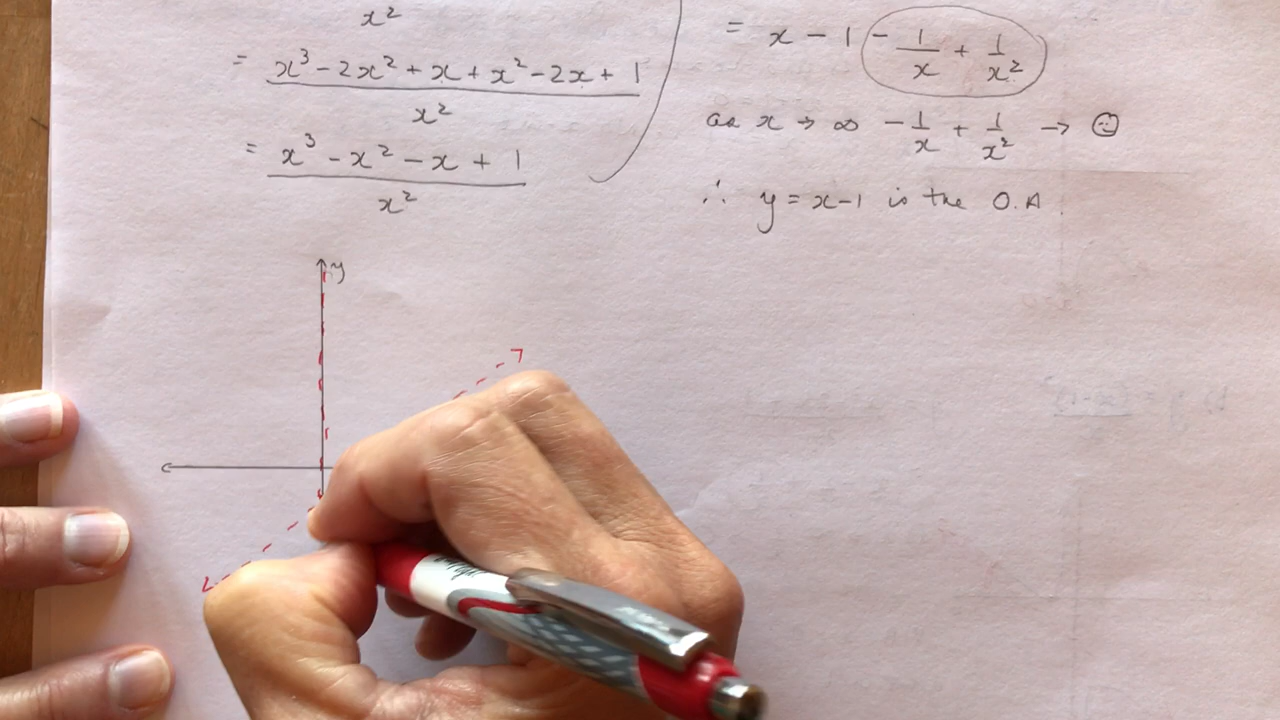 x²
= x³ - 2x² + x + x² - 2x + 1
x²
= x³ - x² - x + 1
x²
= x - 1 - 1/x + 1/x²
as x → ∞ - 1/x + 1/x² → ☺
∴ y = x-1 is the O.A.
y